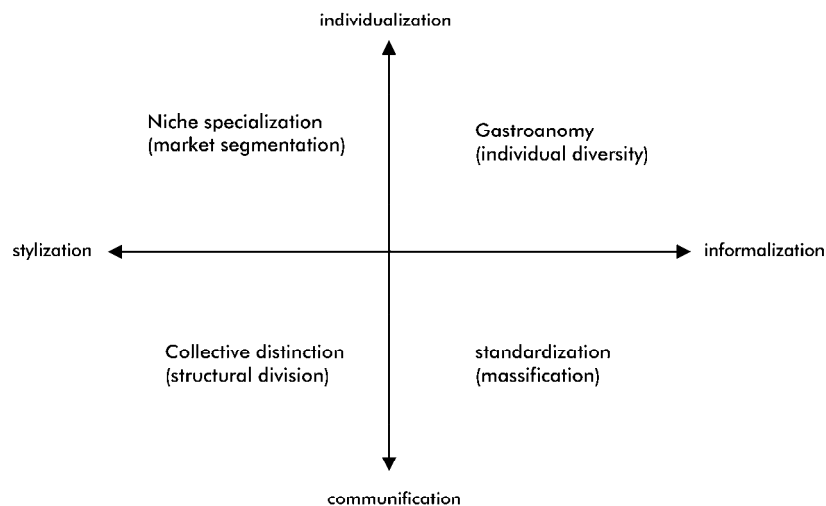 individualization
Niche specialization
(market segmentation)
Gastroanomy
(individual diversity)
stylization
informalization
Collective distinction
(structural division)
standardization
(massification)
communification